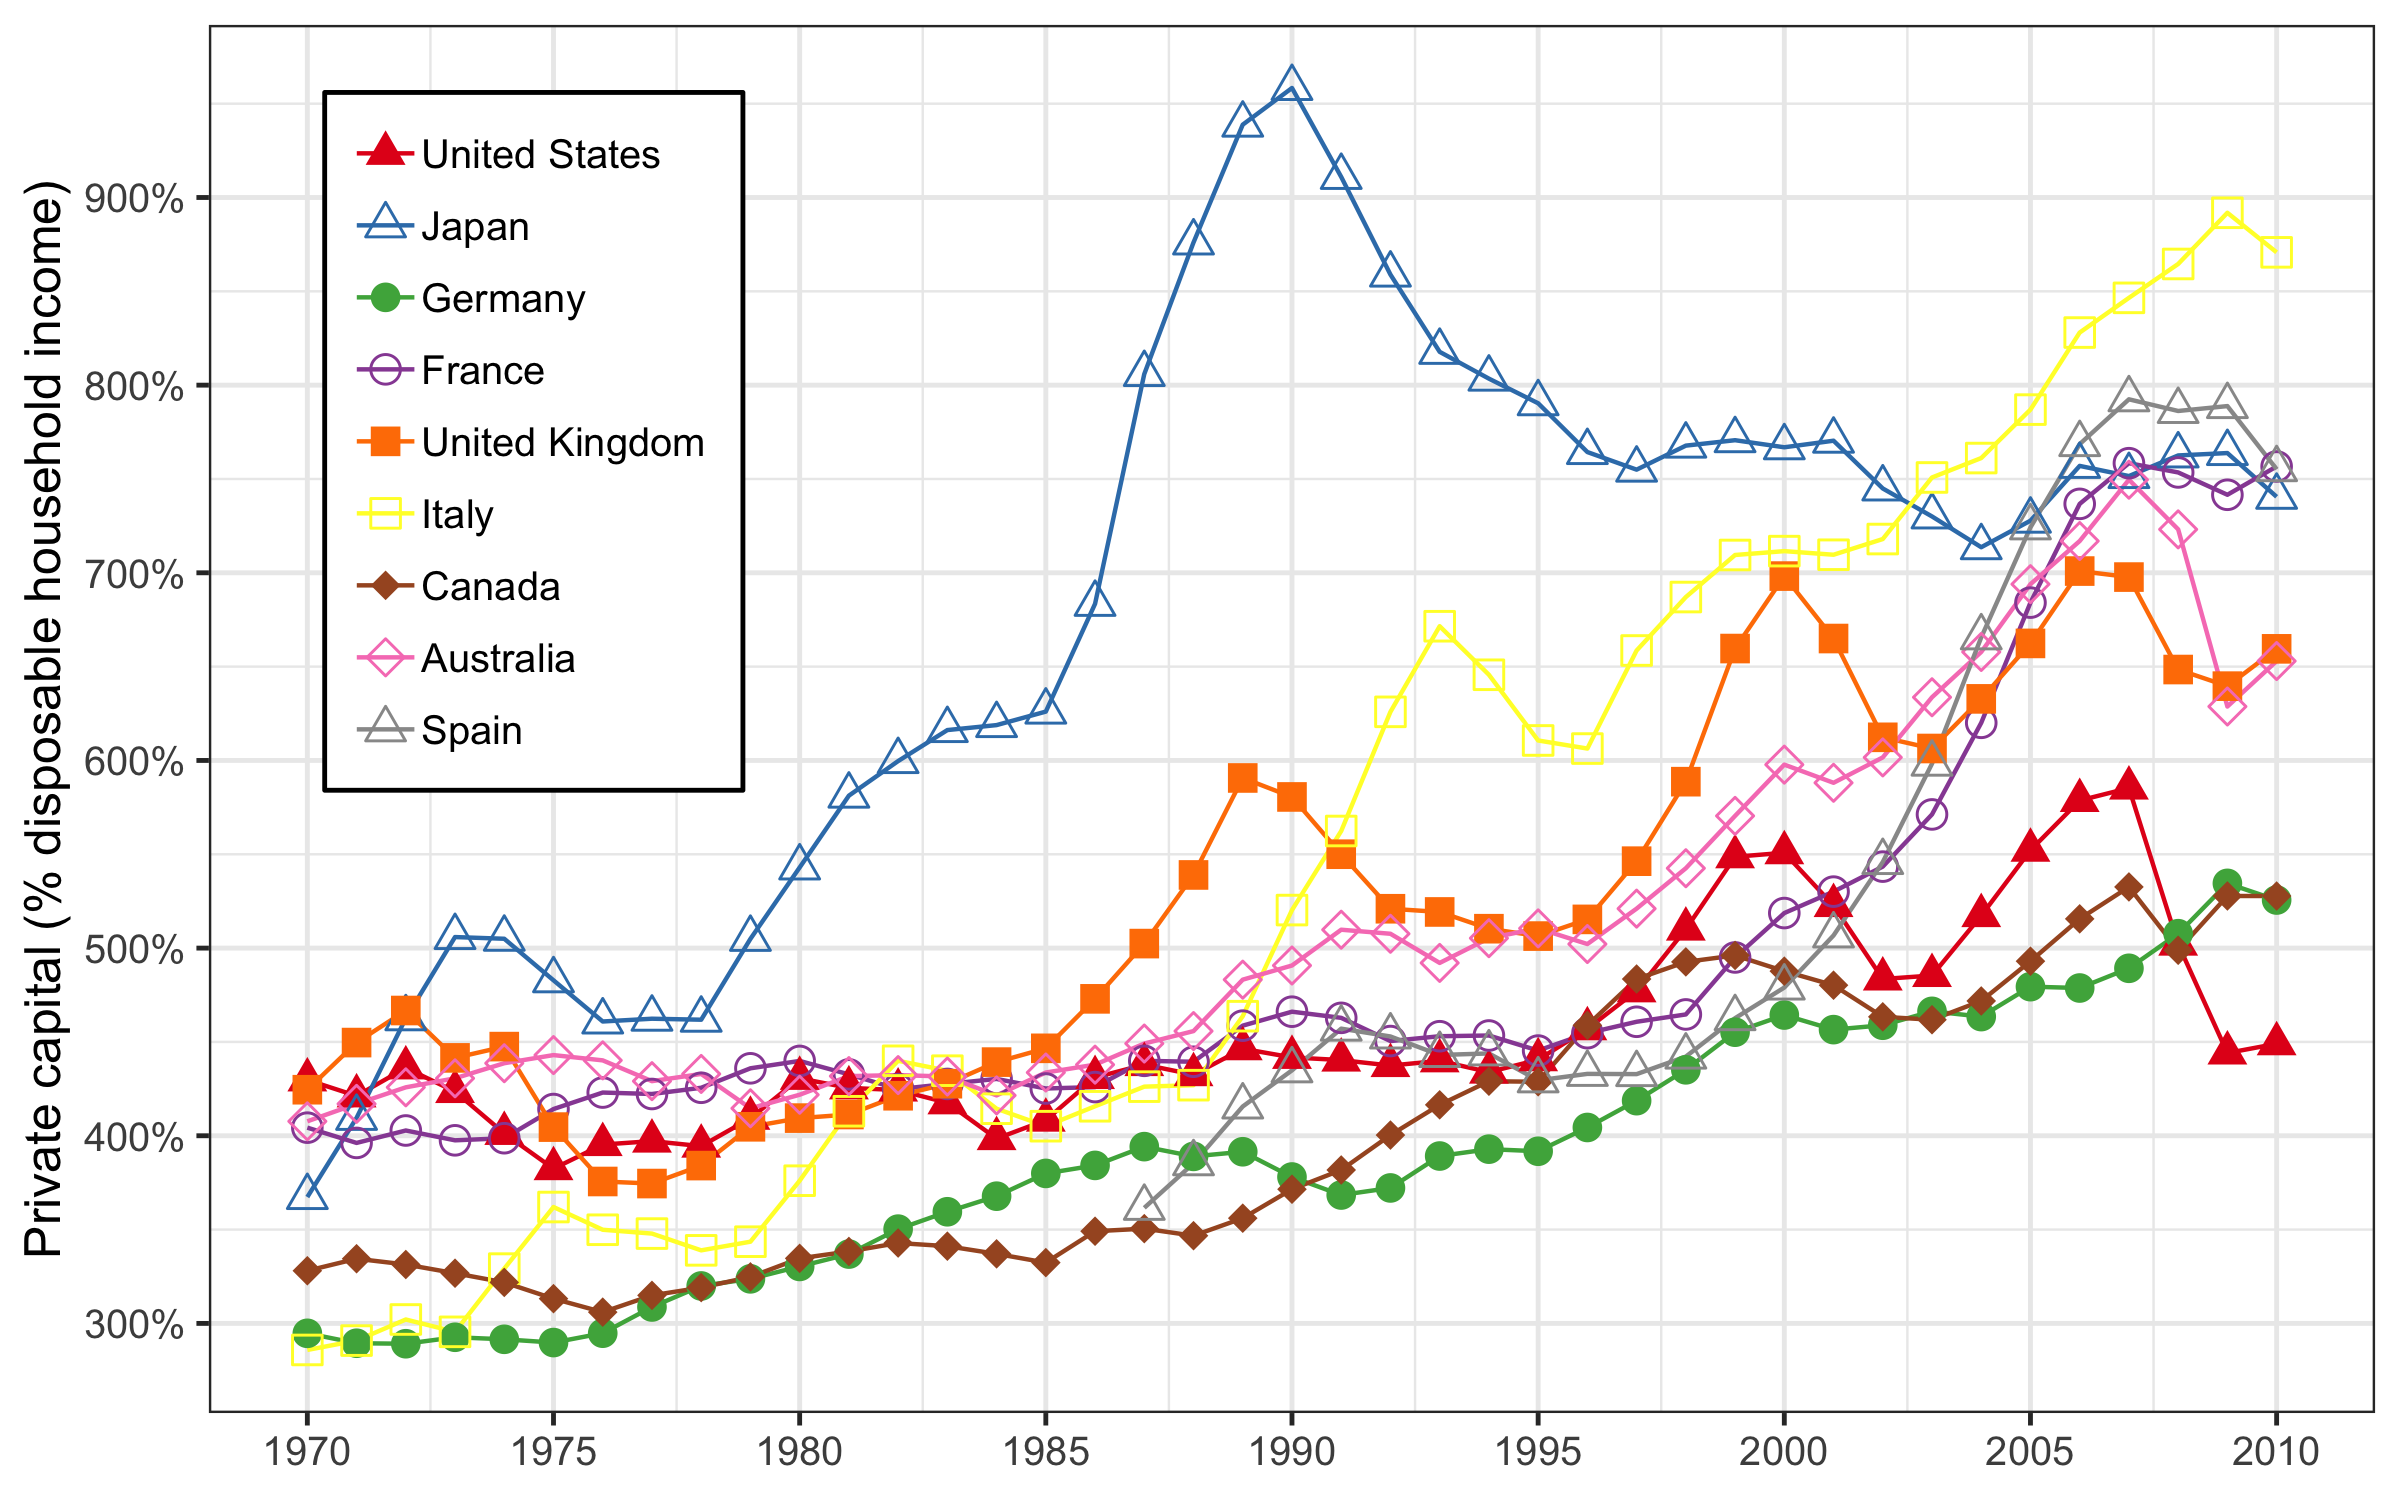 Private capital (% disposable household income)
900%
800%
700%
600%
500%
400%
300%
United States
Japan
Germany
France
United Kingdom
Italy
Canada
Australia
Spain
1970 1975 1980 1985 1990 1995 2000 2005 2010